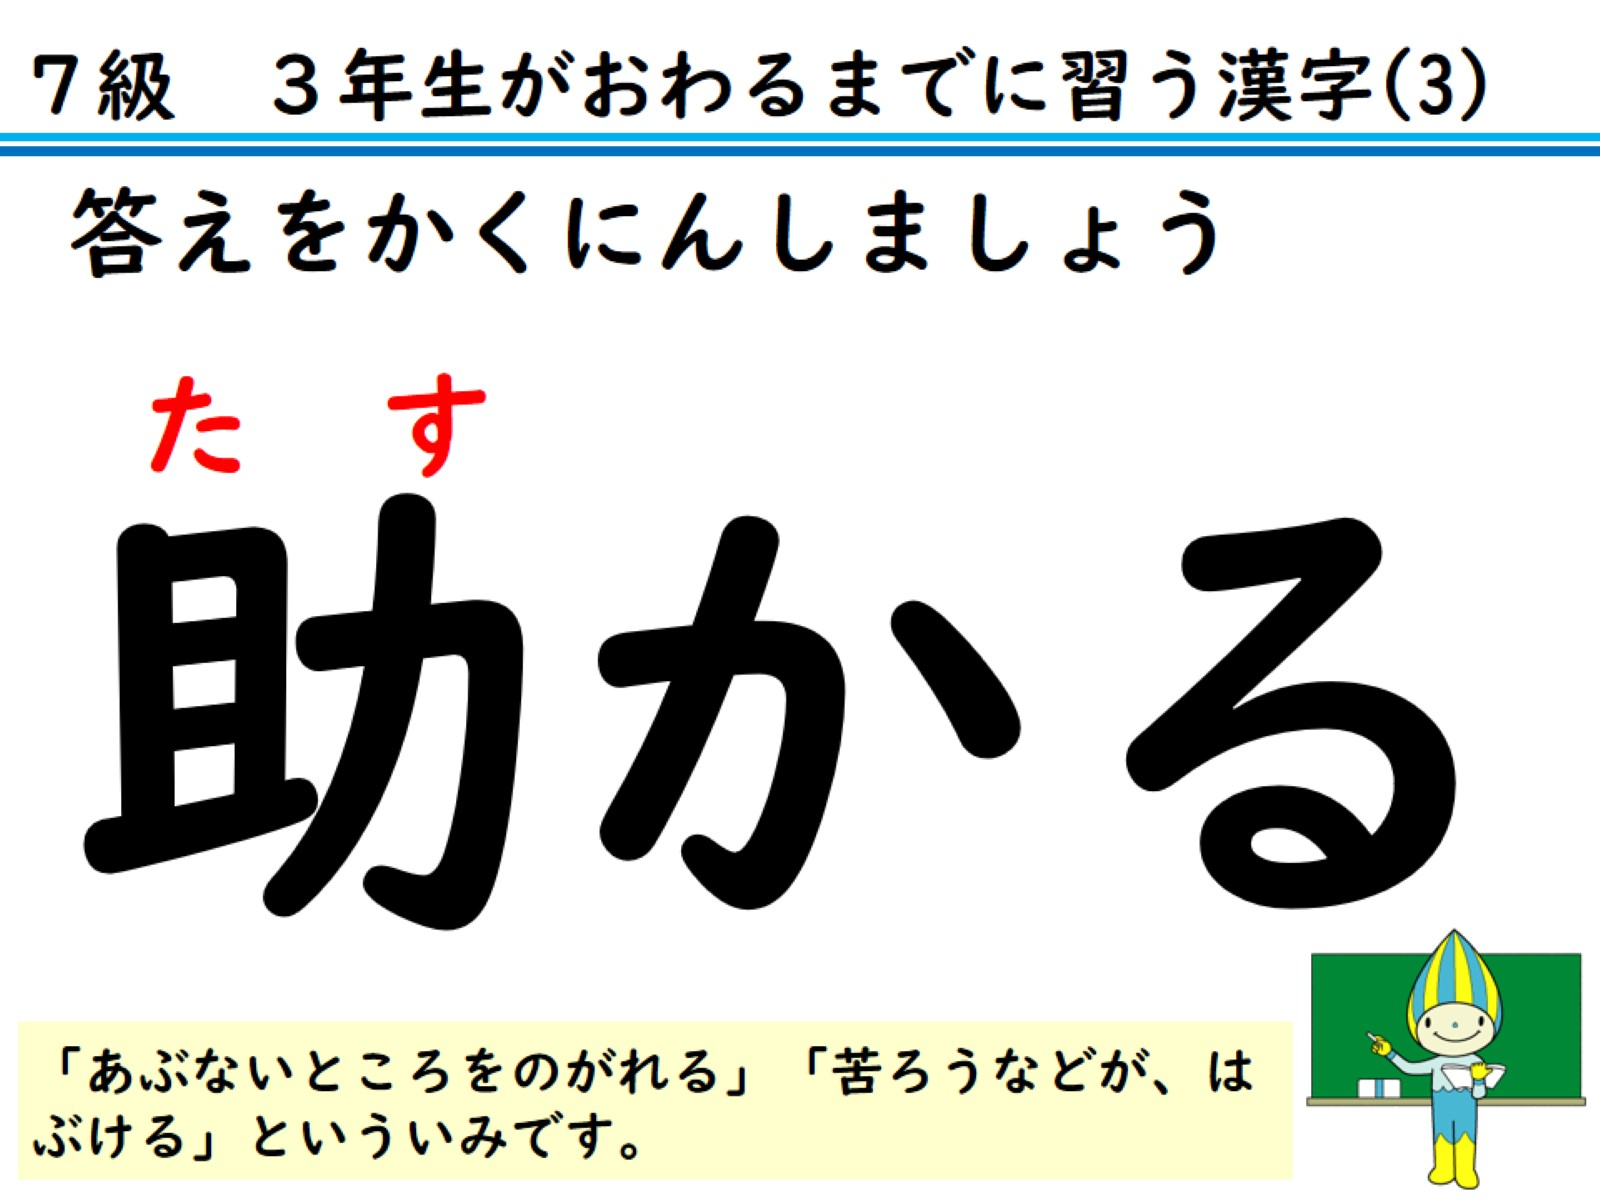 ７級　３年生がおわるまでに習う漢字(3)
答えをかくにんしましょう
たす
助かる
「あぶないところをのがれる」「苦ろうなどが、は
ぶける」といういみです。